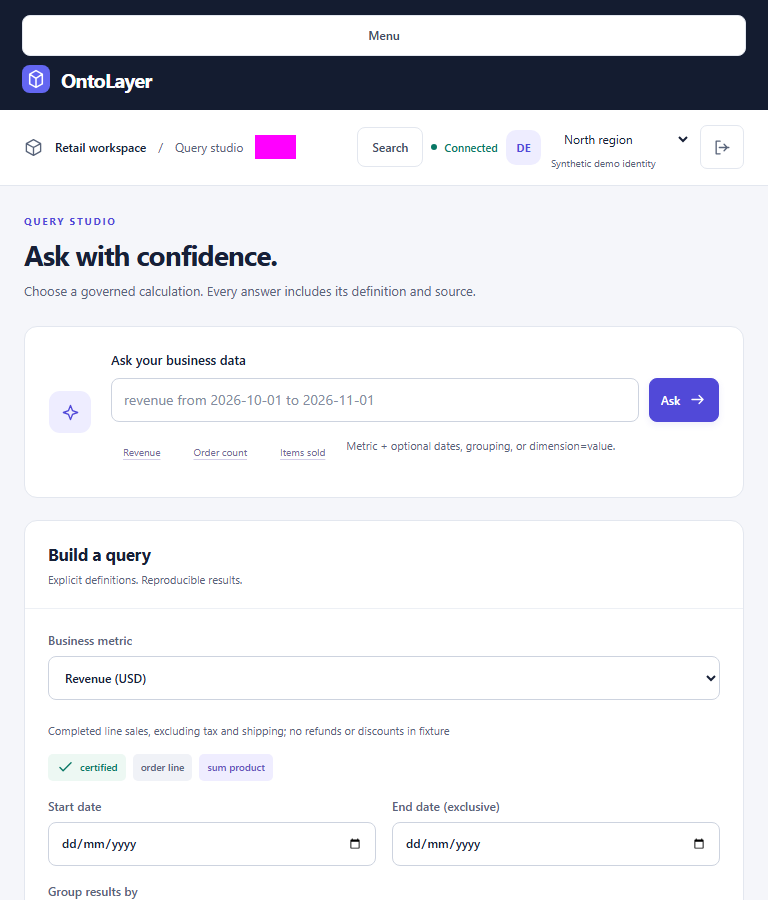 Menu
OntoLayer
Retail workspace / Query studio
Search
Connected
DE
North region
Synthetic demo identity
QUERY STUDIO
Ask with confidence.
Choose a governed calculation. Every answer includes its definition and source.
Ask your business data
revenue from 2026-10-01 to 2026-11-01
Ask
Revenue Order count Items sold Metric + optional dates, grouping, or dimension=value.
Build a query
Explicit definitions. Reproducible results.
Business metric
Revenue (USD)
Completed line sales, excluding tax and shipping; no refunds or discounts in fixture
certified order line sum product
Start date End date (exclusive)
dd/mm/yyyy dd/mm/yyyy
Group results by